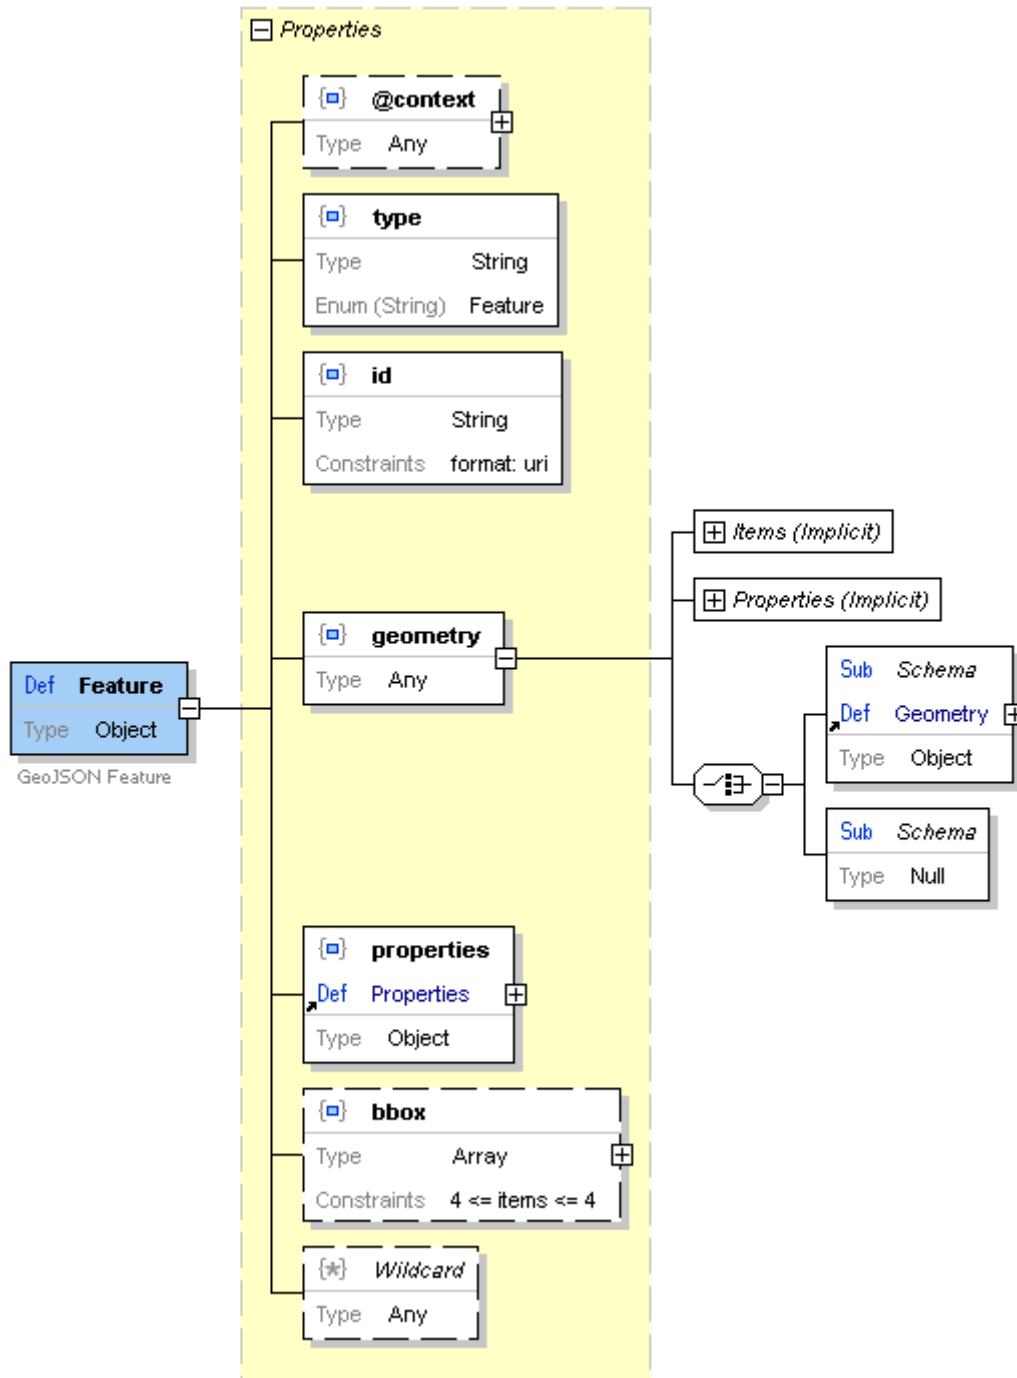 Properties
@context
Type Any
type
Type String
Enum (String) Feature
id
Type String
Constraints format: uri
Items (Implicit)
Properties (Implicit)
geometry
Type Any
Sub Schema
Def Geometry
Type Object
Def Feature
Type Object
GeoJSON Feature
Sub Schema
Type Null
properties
Def Properties
Type Object
bbox
Type Array
Constraints 4 <= items <= 4
{*} Wildcard
Type Any